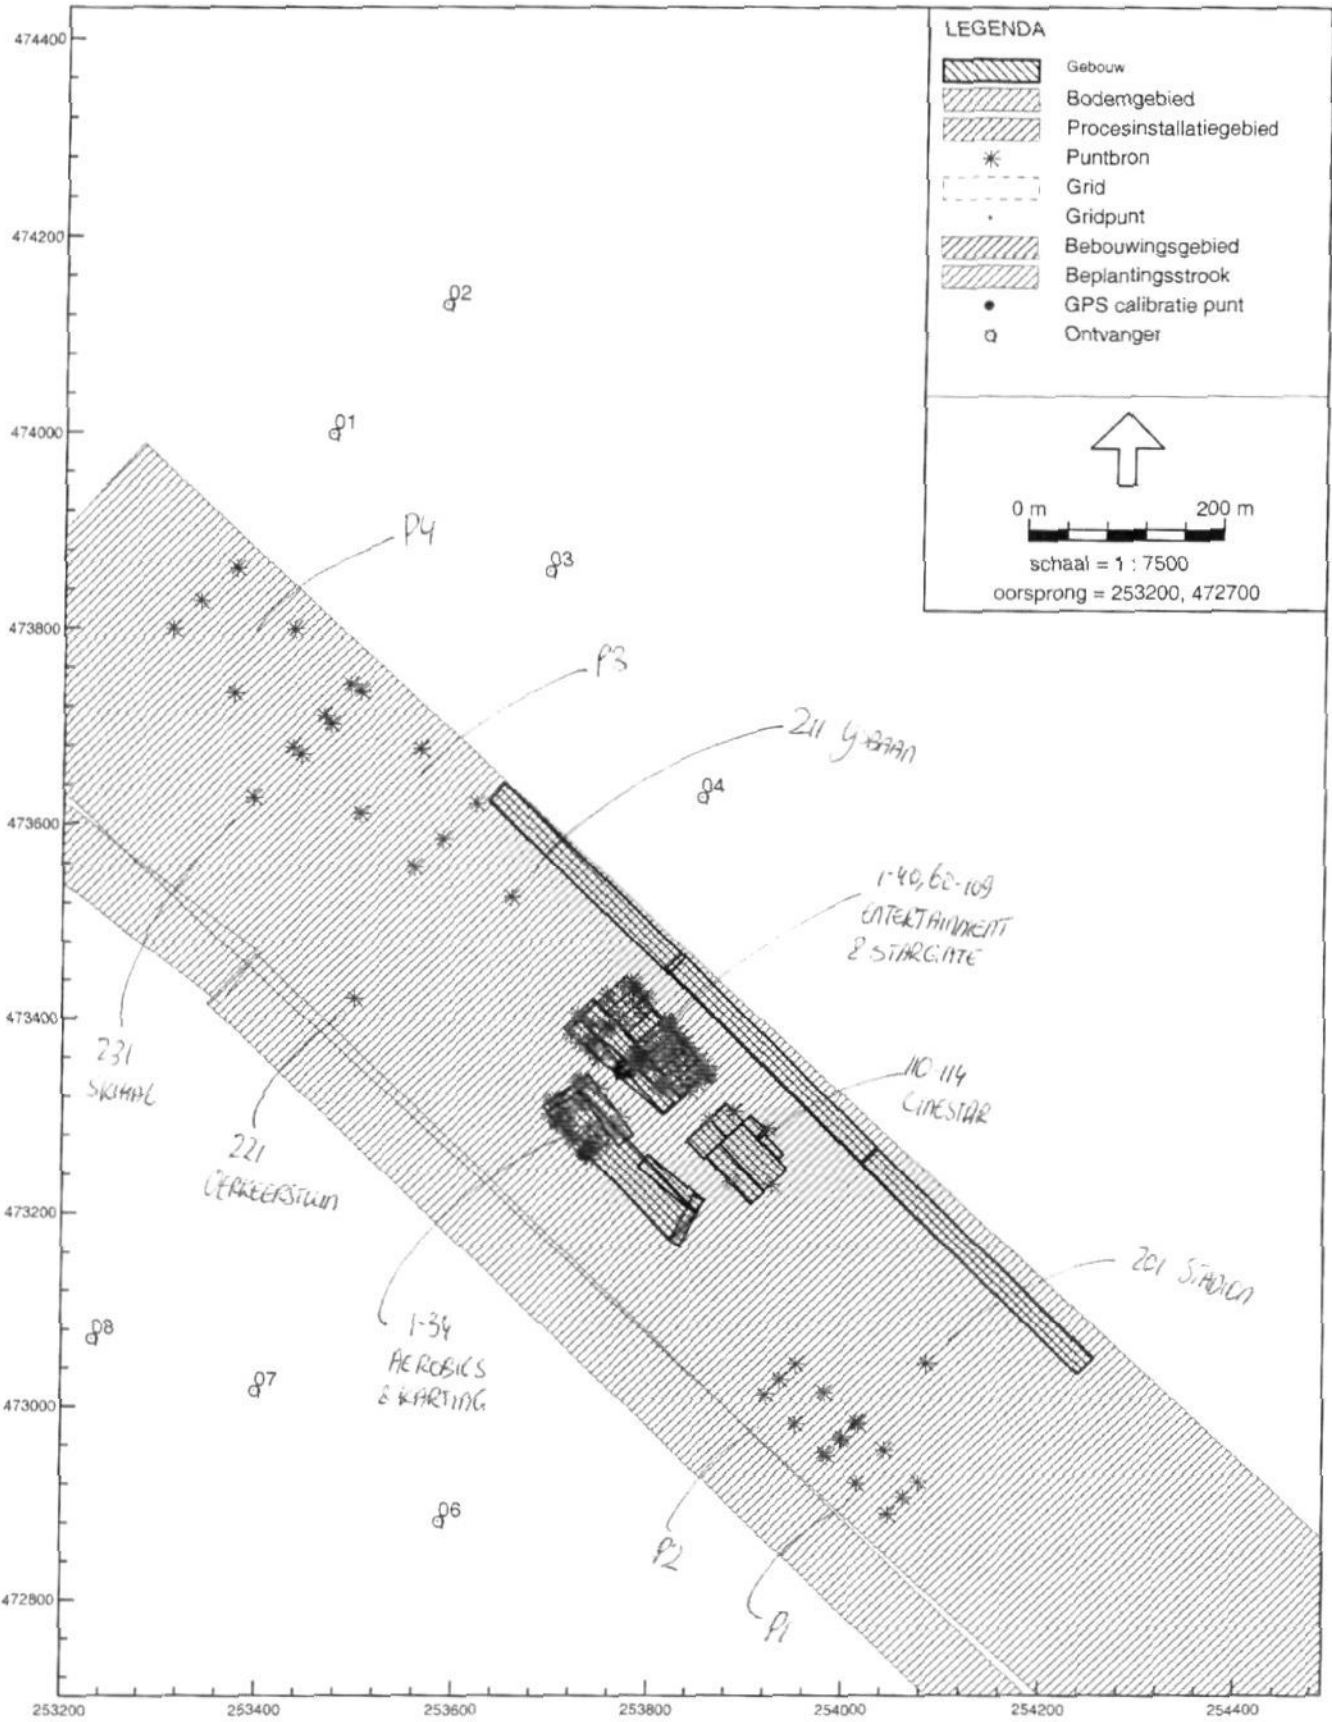 474400
474200
474000
473800
473600
473400
473200
473000
472800
253200
253400
253600
253800
254000
254200
254400
LEGENDA
Gebouw
Bodemgebied
Procesinstallatiegebied
Puntbron
Grid
Gridpunt
Bebouwingsgebied
Beplantingsstrook
GPS calibratie punt
Ontvanger
0 m 200 m
schaal = 1 : 7500
oorsprong = 253200, 472700
02
01
P4
03
P3
211 IJSBAAN
04
1-40, 62-109
ENTERTAINMENT
& STARGATE
231
SKIHAL
110-114
CINESTAR
221
VERKEERSTUIN
201 STADION
08
1-34
AEROBICS
& KARTING
07
06
P2
P1